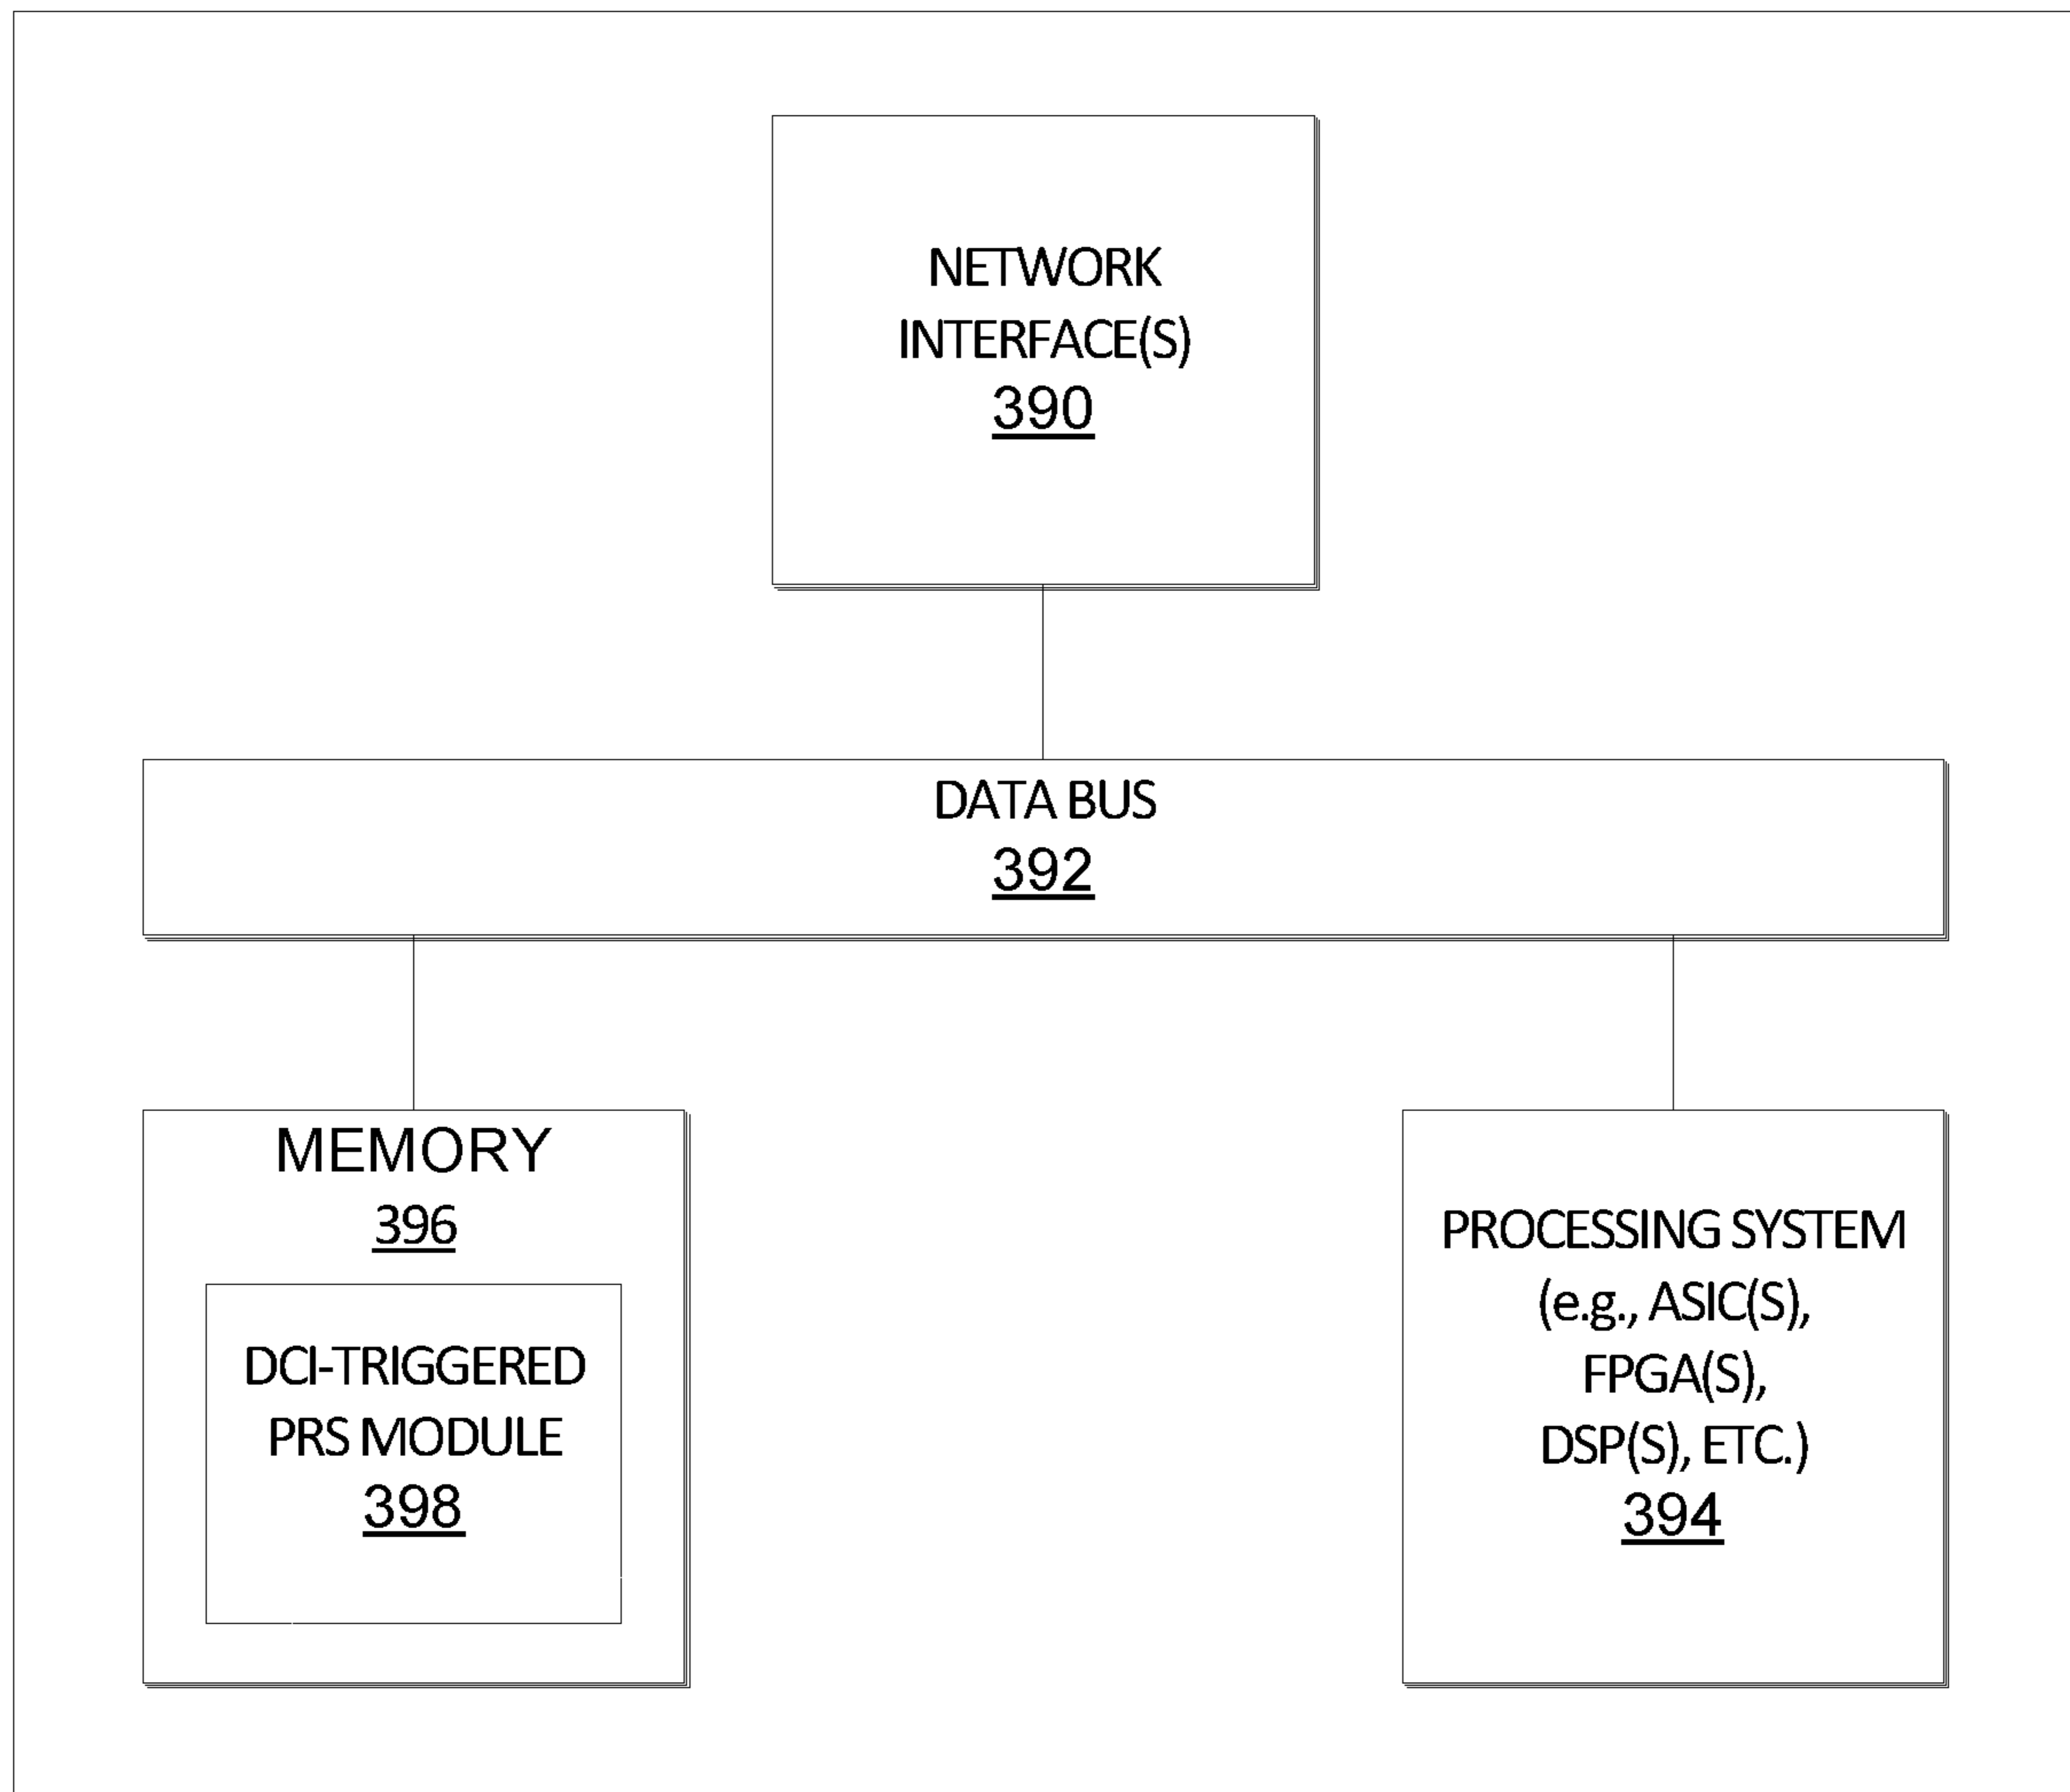 NETWORK
INTERFACE(S)
390
DATA BUS
392
MEMORY
396
DCI-TRIGGERED
PRS MODULE
398
PROCESSING SYSTEM
(e.g., ASIC(S),
FPGA(S),
DSP(S), ETC.)
394